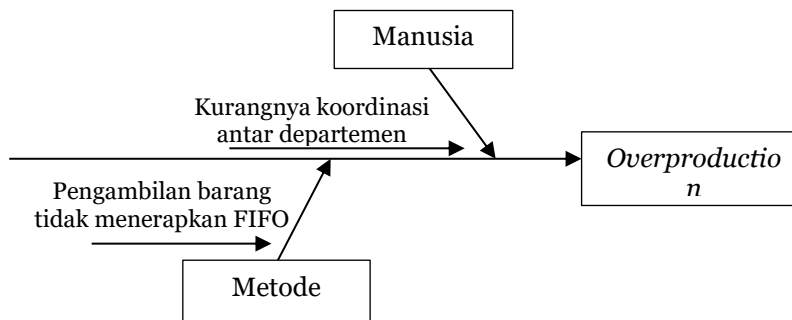 Manusia
Kurangnya koordinasi
antar departemen
Overproductio
n
Pengambilan barang
tidak menerapkan FIFO
Metode